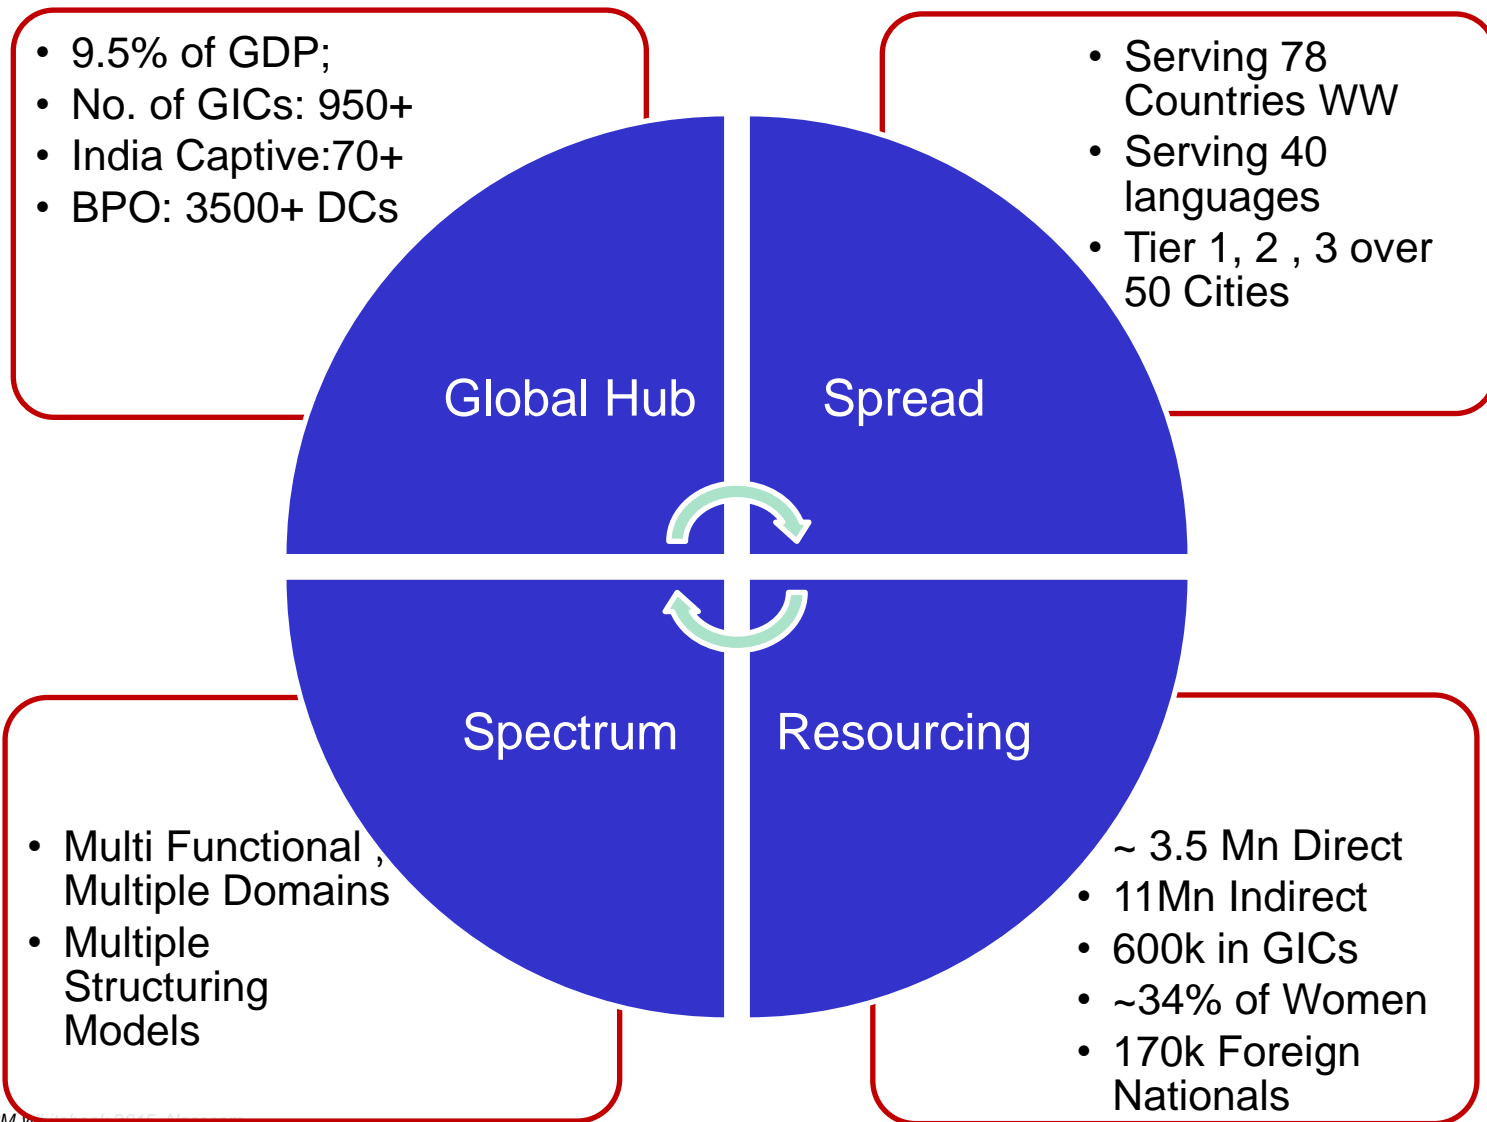 • 9.5% of GDP;
• No. of GICs: 950+
• India Captive:70+
• BPO: 3500+ DCs
• Serving 78
Countries WW
• Serving 40
languages
• Tier 1, 2 , 3 over
50 Cities
Global Hub
Spread
Spectrum
Resourcing
• Multi Functional ,
Multiple Domains
• Multiple
Structuring
Models
~ 3.5 Mn Direct
• 11Mn Indirect
• 600k in GICs
• ~34% of Women
• 170k Foreign
Nationals